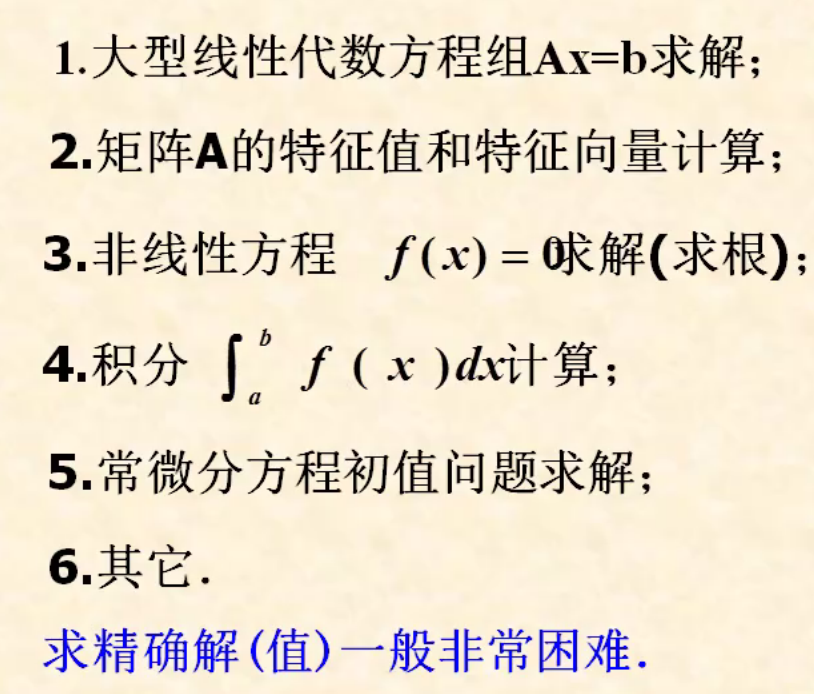 1.大型线性代数方程组Ax=b求解;
2.矩阵A的特征值和特征向量计算;
3.非线性方程 f(x) = 0求解(求根);
4.积分 ∫_a^b f ( x )dx计算;
5.常微分方程初值问题求解;
6.其它.
求精确解(值)一般非常困难.